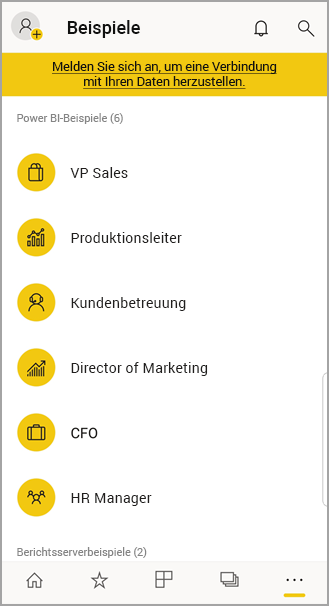 Beispiele
Melden Sie sich an, um eine Verbindung
mit Ihren Daten herzustellen.
Power BI-Beispiele (6)
VP Sales
Produktionsleiter
Kundenbetreuung
Director of Marketing
CFO
HR Manager
Berichtsserverbeispiele (2)